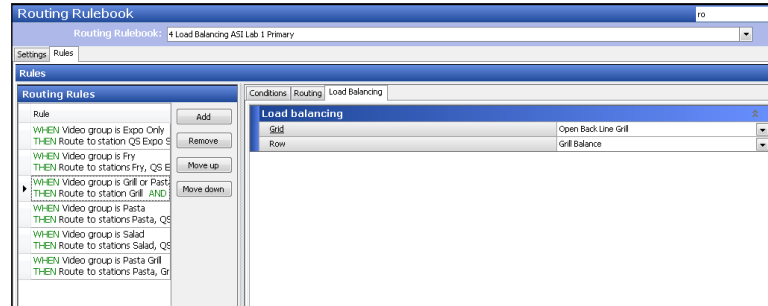 Routing Rulebook
ro
Routing Rulebook: 4 Load Balancing ASI Lab 1 Primary
Settings Rules
Rules
Routing Rules
Conditions Routing Load Balancing
Rule
Add
Load balancing
WHEN Video group is Expo Only
THEN Route to station QS Expo S
Remove
Grid Open Back Line Grill
Row Grill Balance
WHEN Video group is Fry
THEN Route to stations Fry, QS E
Move up
WHEN Video group is Grill or Past
THEN Route to station Grill AND
Move down
WHEN Video group is Pasta
THEN Route to stations Pasta, QS
WHEN Video group is Salad
THEN Route to stations Salad, QS
WHEN Video group is Pasta Grill
THEN Route to stations Pasta, Gr